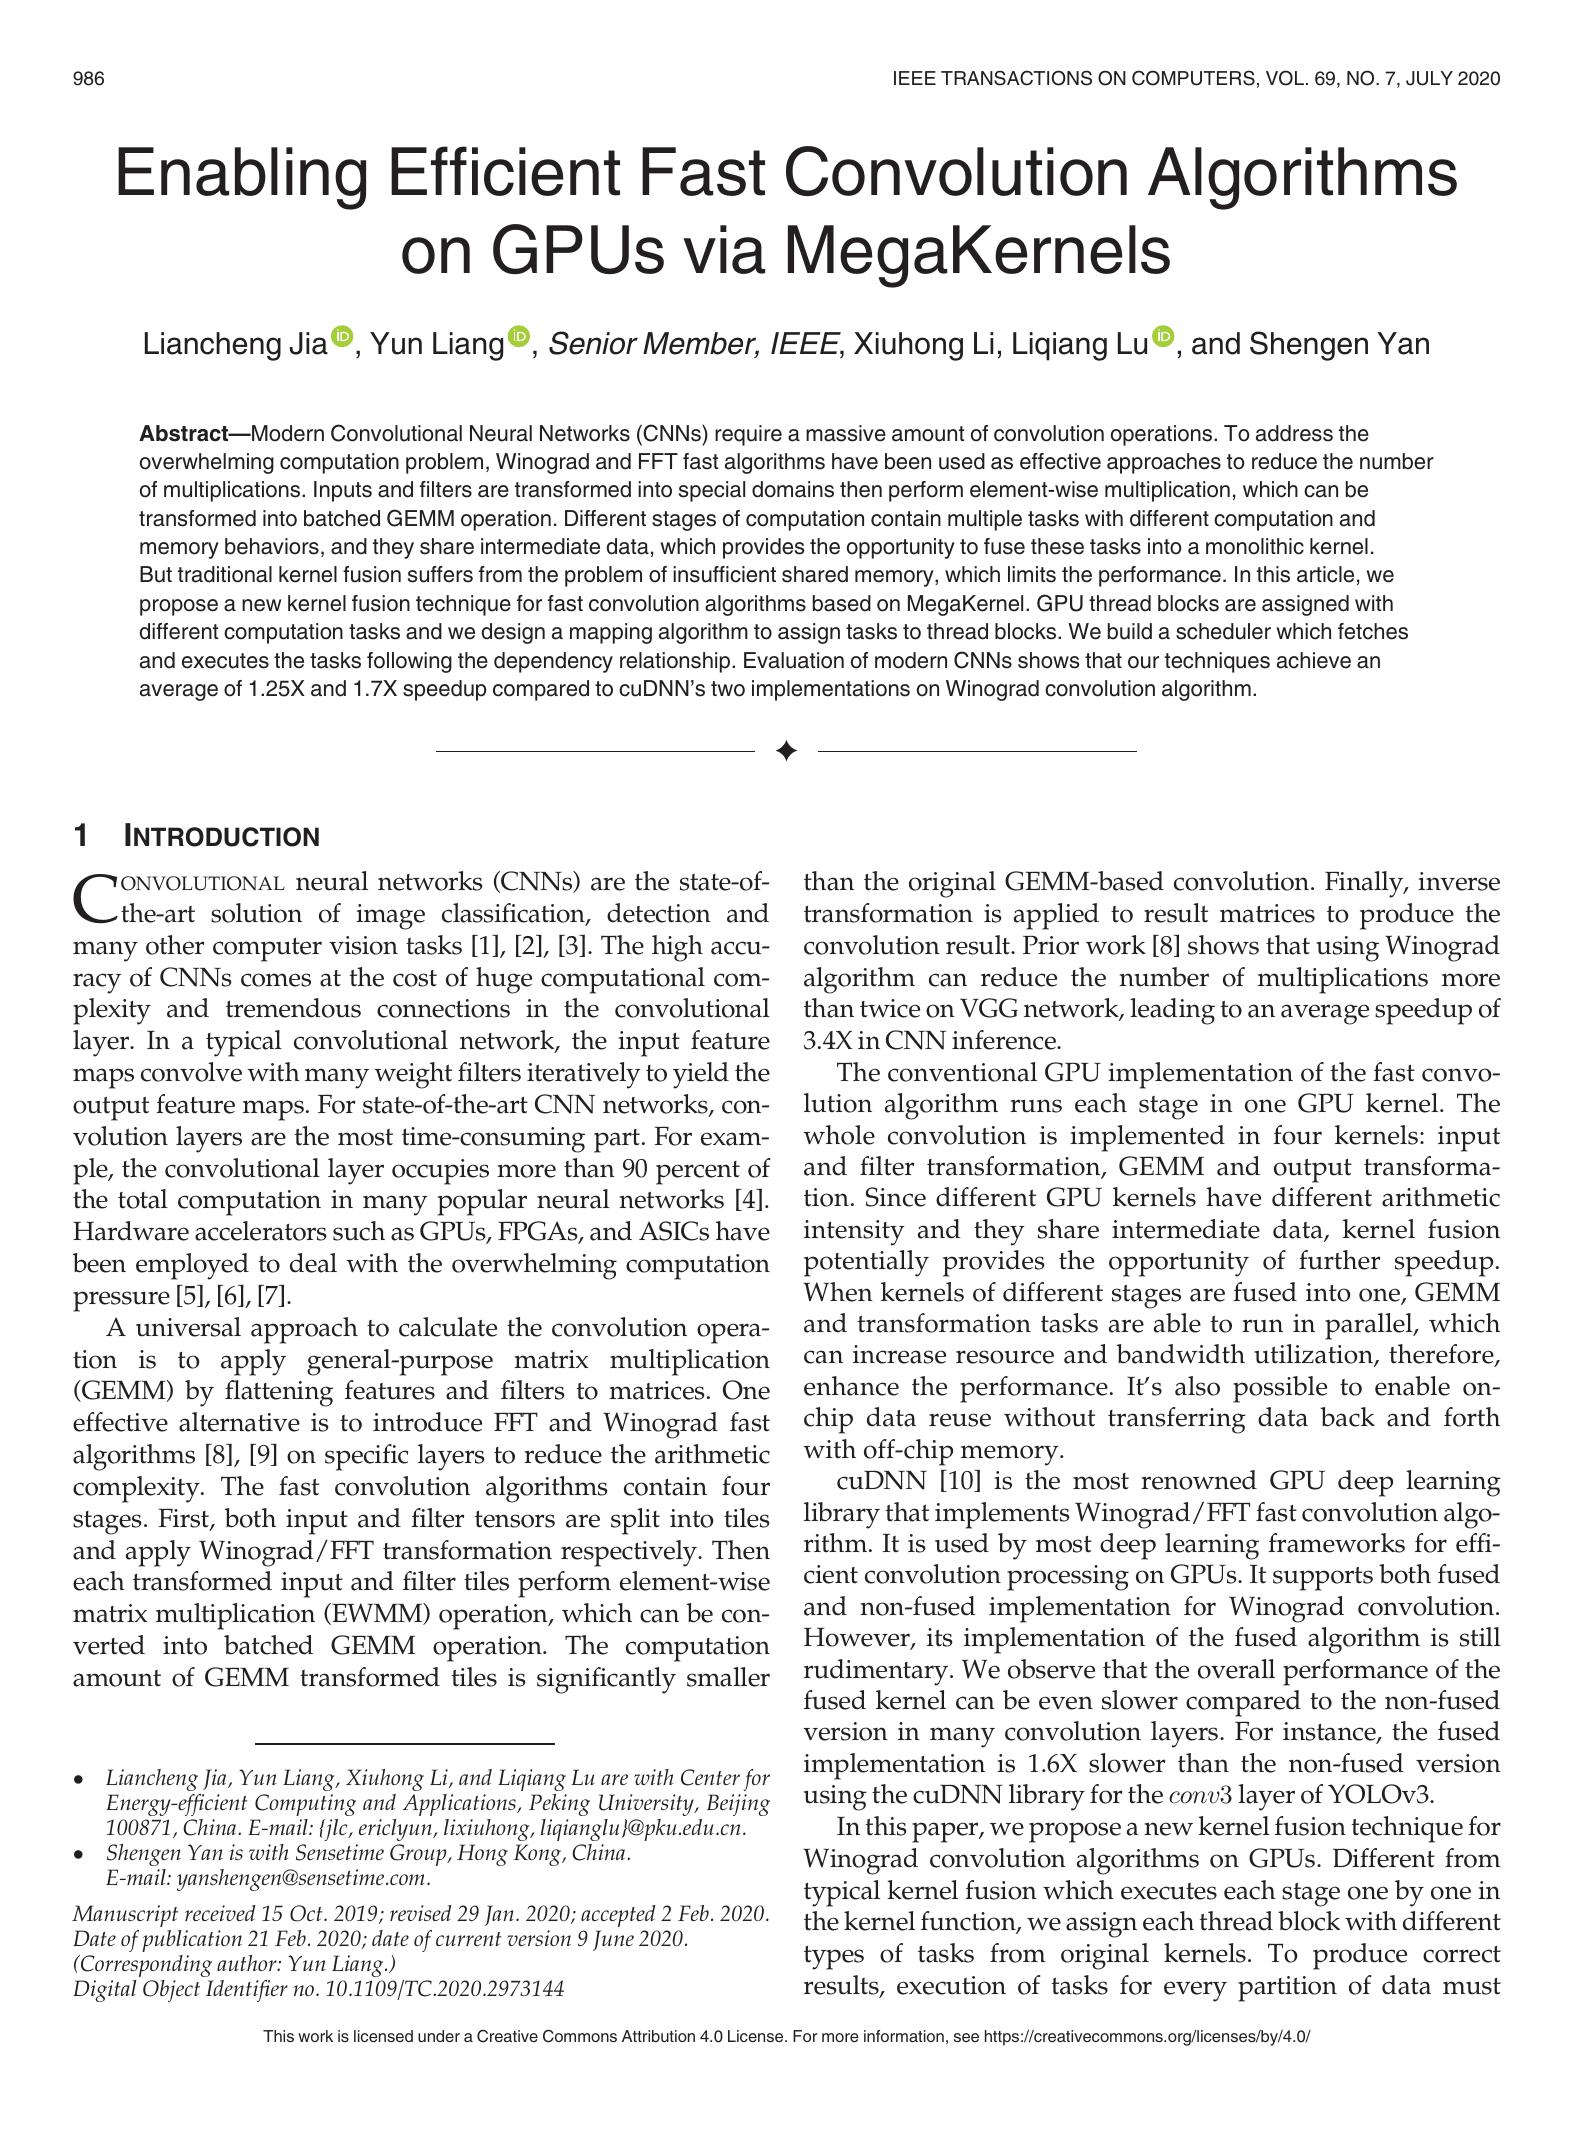 986
IEEE TRANSACTIONS ON COMPUTERS, VOL. 69, NO. 7, JULY 2020
Enabling Efficient Fast Convolution Algorithms
on GPUs via MegaKernels
Liancheng Jia iD, Yun Liang iD, Senior Member, IEEE, Xiuhong Li, Liqiang Lu iD, and Shengen Yan
Abstract—Modern Convolutional Neural Networks (CNNs) require a massive amount of convolution operations. To address the
overwhelming computation problem, Winograd and FFT fast algorithms have been used as effective approaches to reduce the number
of multiplications. Inputs and filters are transformed into special domains then perform element-wise multiplication, which can be
transformed into batched GEMM operation. Different stages of computation contain multiple tasks with different computation and
memory behaviors, and they share intermediate data, which provides the opportunity to fuse these tasks into a monolithic kernel.
But traditional kernel fusion suffers from the problem of insufficient shared memory, which limits the performance. In this article, we
propose a new kernel fusion technique for fast convolution algorithms based on MegaKernel. GPU thread blocks are assigned with
different computation tasks and we design a mapping algorithm to assign tasks to thread blocks. We build a scheduler which fetches
and executes the tasks following the dependency relationship. Evaluation of modern CNNs shows that our techniques achieve an
average of 1.25X and 1.7X speedup compared to cuDNN's two implementations on Winograd convolution algorithm.
1 INTRODUCTION
CONVOLUTIONAL neural networks (CNNs) are the state-of-
the-art solution of image classification, detection and
many other computer vision tasks [1], [2], [3]. The high accu-
racy of CNNs comes at the cost of huge computational com-
plexity and tremendous connections in the convolutional
layer. In a typical convolutional network, the input feature
maps convolve with many weight filters iteratively to yield the
output feature maps. For state-of-the-art CNN networks, con-
volution layers are the most time-consuming part. For exam-
ple, the convolutional layer occupies more than 90 percent of
the total computation in many popular neural networks [4].
Hardware accelerators such as GPUs, FPGAs, and ASICs have
been employed to deal with the overwhelming computation
pressure [5], [6], [7].
A universal approach to calculate the convolution opera-
tion is to apply general-purpose matrix multiplication
(GEMM) by flattening features and filters to matrices. One
effective alternative is to introduce FFT and Winograd fast
algorithms [8], [9] on specific layers to reduce the arithmetic
complexity. The fast convolution algorithms contain four
stages. First, both input and filter tensors are split into tiles
and apply Winograd/FFT transformation respectively. Then
each transformed input and filter tiles perform element-wise
matrix multiplication (EWMM) operation, which can be con-
verted into batched GEMM operation. The computation
amount of GEMM transformed tiles is significantly smaller
• Liancheng Jia, Yun Liang, Xiuhong Li, and Liqiang Lu are with Center for
Energy-efficient Computing and Applications, Peking University, Beijing
100871, China. E-mail: {jlc, ericlyun, lixiuhong, liqianglu}@pku.edu.cn.
• Shengen Yan is with Sensetime Group, Hong Kong, China.
E-mail: yanshengen@sensetime.com.
Manuscript received 15 Oct. 2019; revised 29 Jan. 2020; accepted 2 Feb. 2020.
Date of publication 21 Feb. 2020; date of current version 9 June 2020.
(Corresponding author: Yun Liang.)
Digital Object Identifier no. 10.1109/TC.2020.2973144
than the original GEMM-based convolution. Finally, inverse
transformation is applied to result matrices to produce the
convolution result. Prior work [8] shows that using Winograd
algorithm can reduce the number of multiplications more
than twice on VGG network, leading to an average speedup of
3.4X in CNN inference.
The conventional GPU implementation of the fast convo-
lution algorithm runs each stage in one GPU kernel. The
whole convolution is implemented in four kernels: input
and filter transformation, GEMM and output transforma-
tion. Since different GPU kernels have different arithmetic
intensity and they share intermediate data, kernel fusion
potentially provides the opportunity of further speedup.
When kernels of different stages are fused into one, GEMM
and transformation tasks are able to run in parallel, which
can increase resource and bandwidth utilization, therefore,
enhance the performance. It's also possible to enable on-
chip data reuse without transferring data back and forth
with off-chip memory.
cuDNN [10] is the most renowned GPU deep learning
library that implements Winograd/FFT fast convolution algo-
rithm. It is used by most deep learning frameworks for effi-
cient convolution processing on GPUs. It supports both fused
and non-fused implementation for Winograd convolution.
However, its implementation of the fused algorithm is still
rudimentary. We observe that the overall performance of the
fused kernel can be even slower compared to the non-fused
version in many convolution layers. For instance, the fused
implementation is 1.6X slower than the non-fused version
using the cuDNN library for the conv3 layer of YOLOv3.
In this paper, we propose a new kernel fusion technique for
Winograd convolution algorithms on GPUs. Different from
typical kernel fusion which executes each stage one by one in
the kernel function, we assign each thread block with different
types of tasks from original kernels. To produce correct
results, execution of tasks for every partition of data must
This work is licensed under a Creative Commons Attribution 4.0 License. For more information, see https://creativecommons.org/licenses/by/4.0/